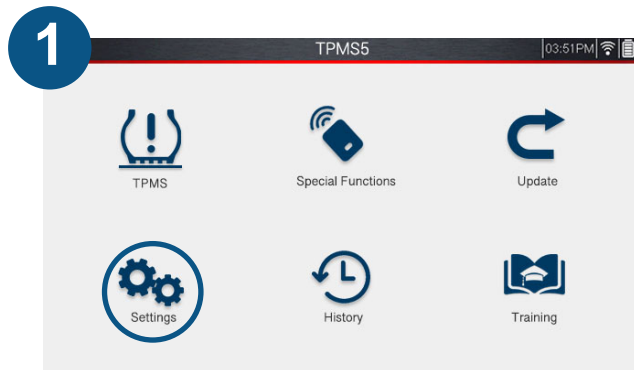 1
TPMS5 03:51PM
TPMS Special Functions Update
Settings History Training